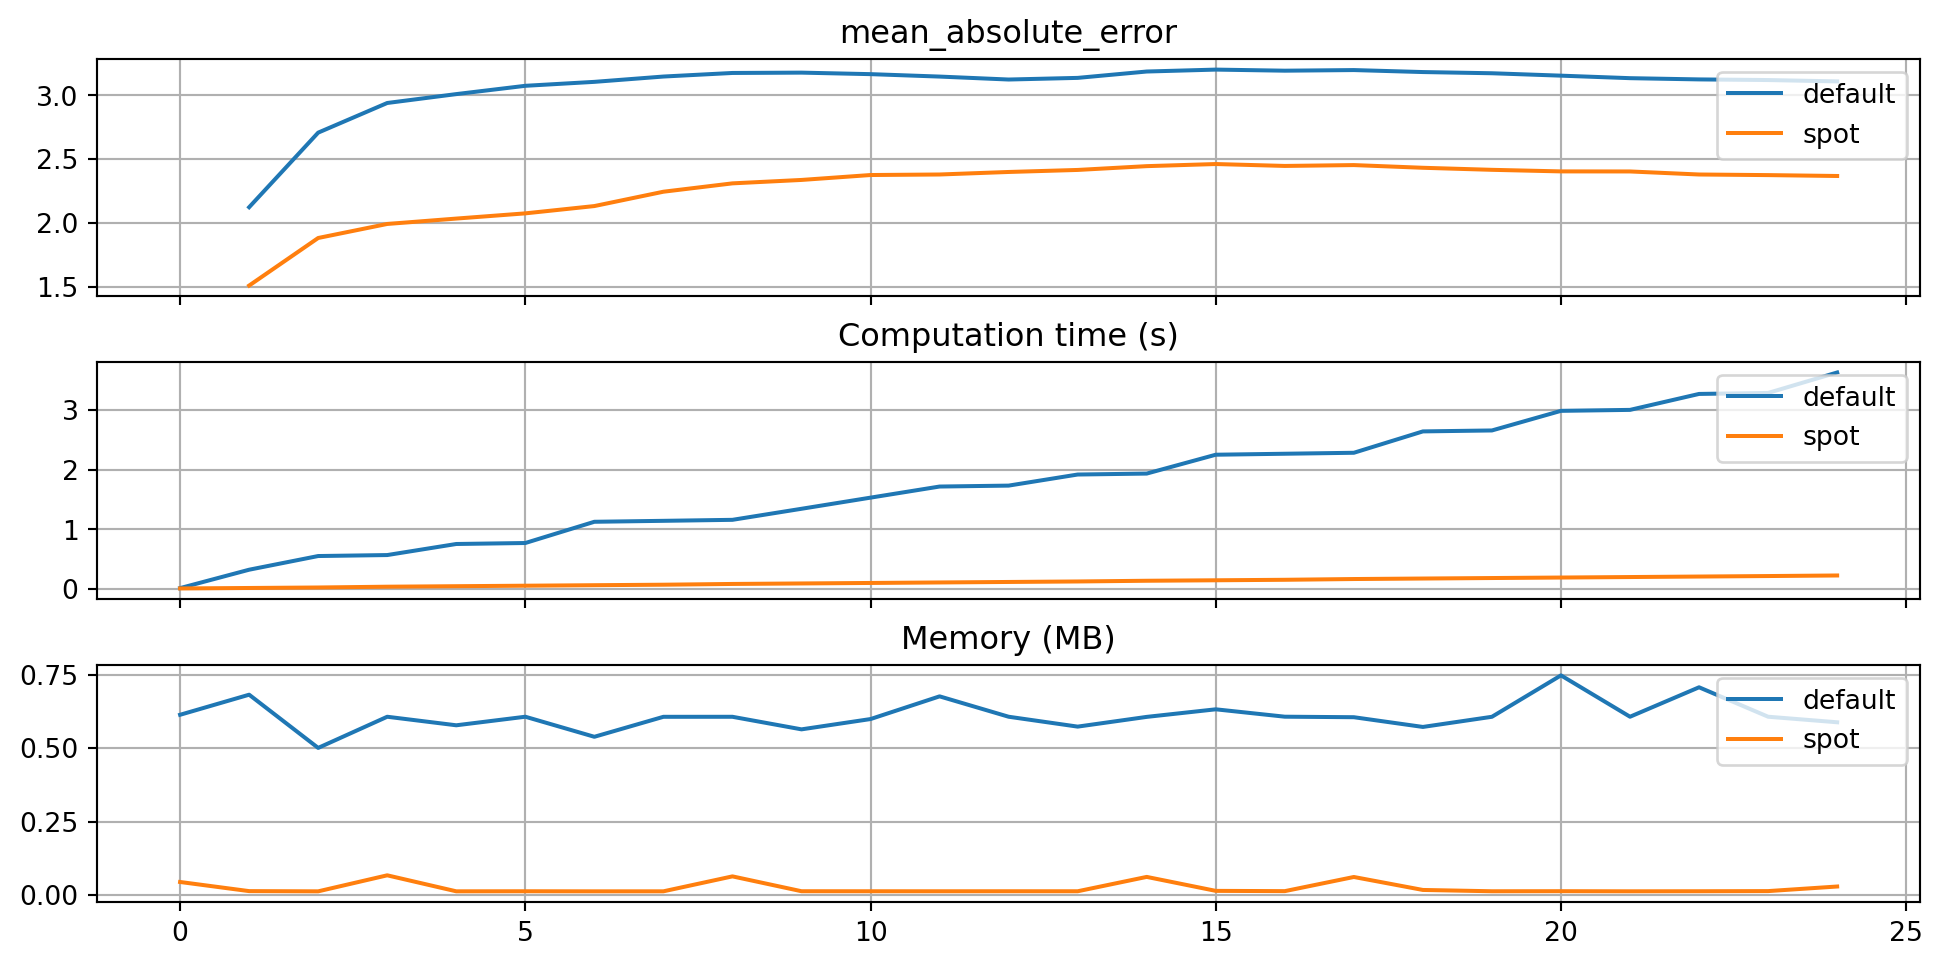 mean_absolute_error
3.0
2.5
2.0
1.5
default
spot
Computation time (s)
3
2
1
0
default
spot
Memory (MB)
0.75
0.50
0.25
0.00
default
spot
0 5 10 15 20 25